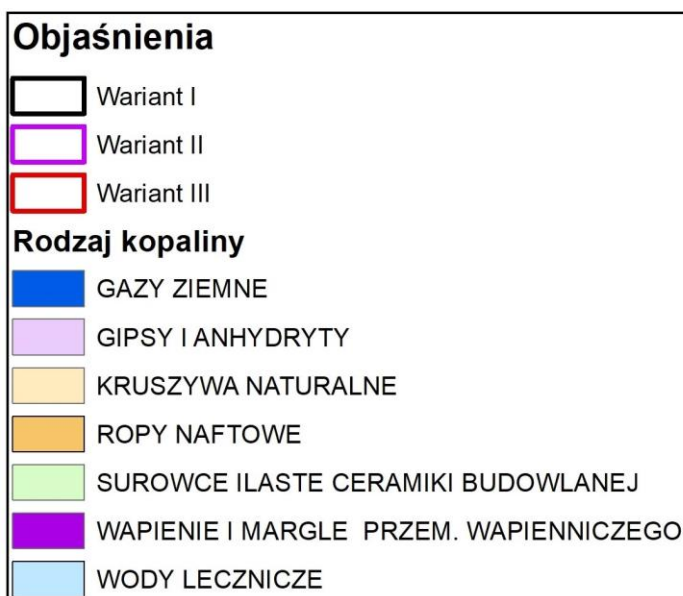 Objaśnienia
Wariant I
Wariant II
Wariant III
Rodzaj kopaliny
GAZY ZIEMNE
GIPSY I ANHYDRYTY
KRUSZYWA NATURALNE
ROPY NAFTOWE
SUROWCE ILASTE CERAMIKI BUDOWLANEJ
WAPIENIE I MARGLE PRZEM. WAPIENNICZEGO
WODY LECZNICZE